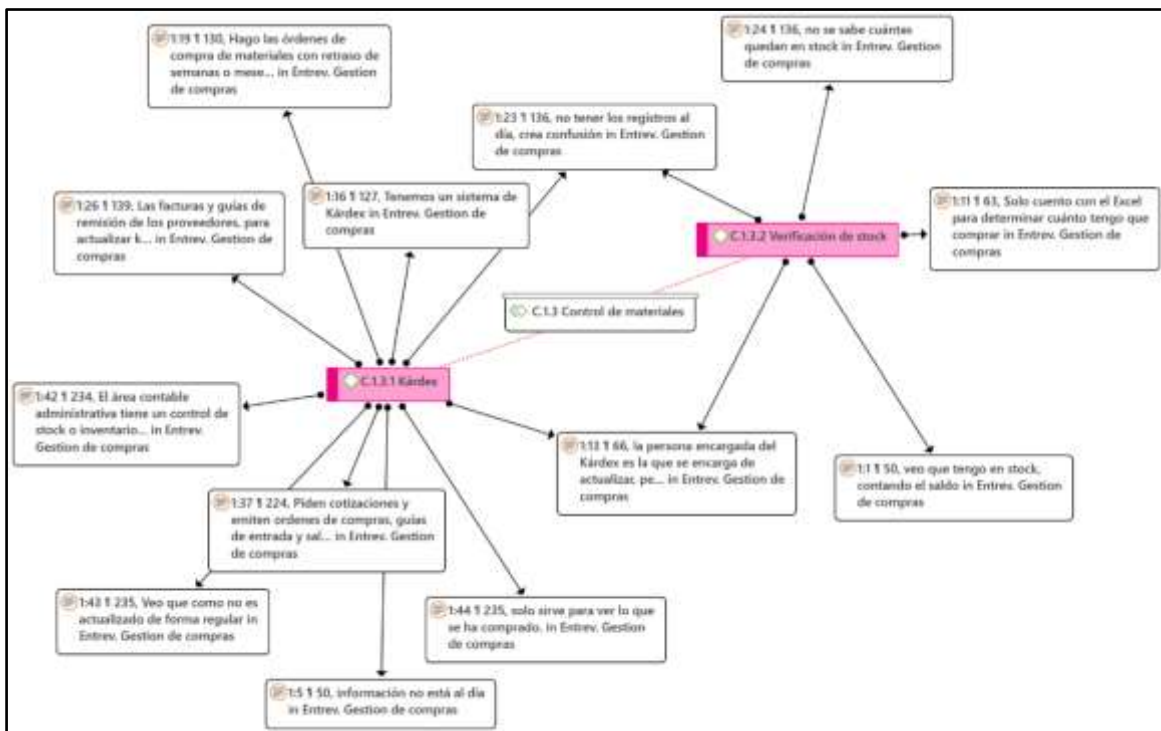 1:19 ¶ 130, Hago las órdenes de
compra de materiales con retraso de
semanas o mese... in Entrev. Gestion
de compras
1:24 ¶ 136, no se sabe cuántas
quedan en stock in Entrev. Gestion
de compras
1:23 ¶ 136, no tener los registros al
día, crea confusión in Entrev. Gestion
de compras
1:26 ¶ 139, Las facturas y guías de
remisión de los proveedores, para
actualizar k... in Entrev. Gestion de
compras
1:16 ¶ 127, Tenemos un sistema de
Kárdex in Entrev. Gestion de
compras
1:11 ¶ 63, Solo cuento con el Excel
para determinar cuánto tengo que
comprar in Entrev. Gestion de
compras
C.1.3.2 Verificación de stock
C.1.3 Control de materiales
C.1.3.1 Kárdex
1:42 ¶ 234, El área contable
administrativa tiene un control de
stock o inventario... in Entrev.
Gestion de compras
1:13 ¶ 66, la persona encargada del
Kárdex es la que se encarga de
actualizar, pe... in Entrev. Gestion de
compras
1:1 ¶ 50, veo que tengo en stock,
contando el saldo in Entrev. Gestion
de compras
1:37 ¶ 224, Piden cotizaciones y
emiten ordenes de compras, guias
de entrada y sal... in Entrev. Gestion
de compras
1:43 ¶ 235, Veo que como no es
actualizado de forma regular in
Entrev. Gestion de compras
1:44 ¶ 235, solo sirve para ver lo que
se ha comprado. in Entrev. Gestion
de compras
1:5 ¶ 50, información no está al día
in Entrev. Gestion de compras